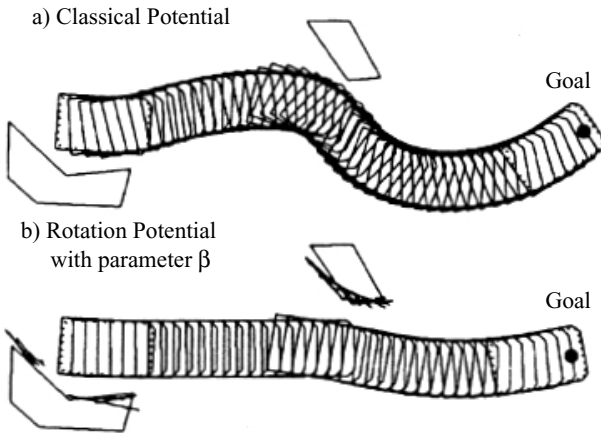 a) Classical Potential
Goal
b) Rotation Potential
with parameter β
Goal